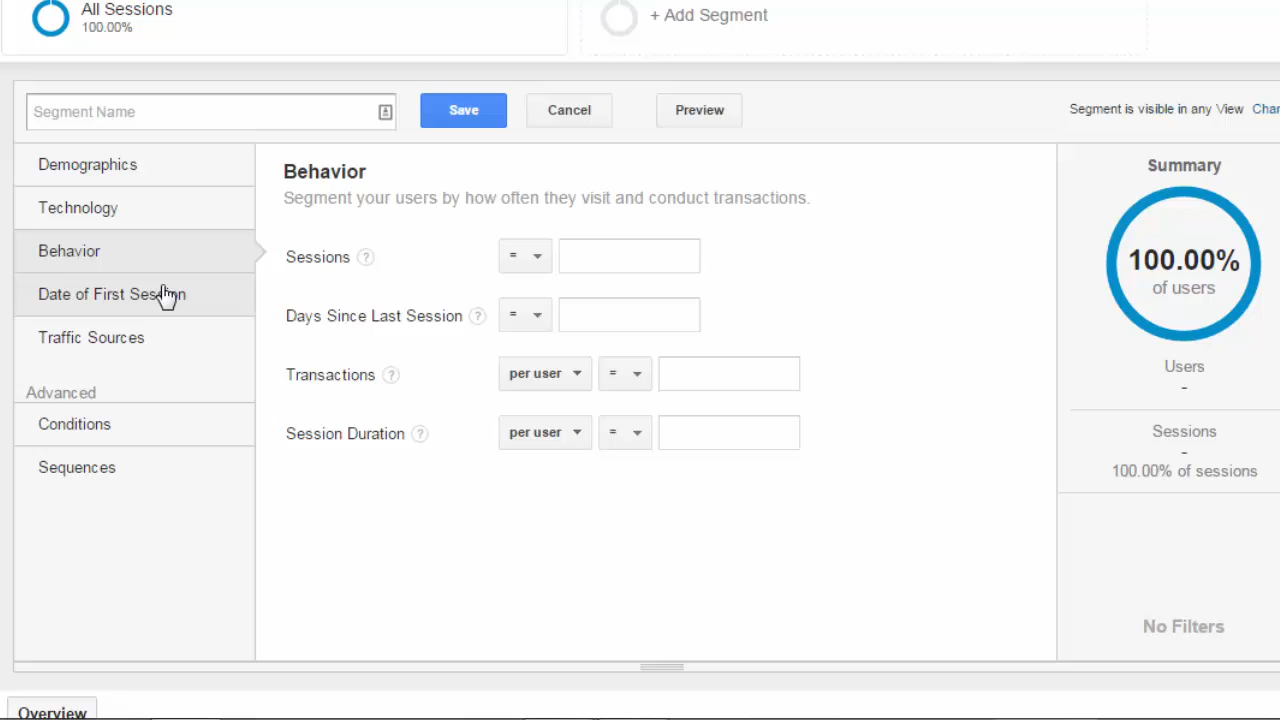 All Sessions
100.00%
+ Add Segment
Segment Name
Save
Cancel
Preview
Segment is visible in any View
Demographics
Technology
Behavior
Date of First Session
Traffic Sources
Advanced
Conditions
Sequences
Behavior
Segment your users by how often they visit and conduct transactions.
Sessions ? =
Days Since Last Session ? =
Transactions ? per user =
Session Duration ? per user =
Summary
100.00%
of users
Users
-
Sessions
-
100.00% of sessions
No Filters
Overview